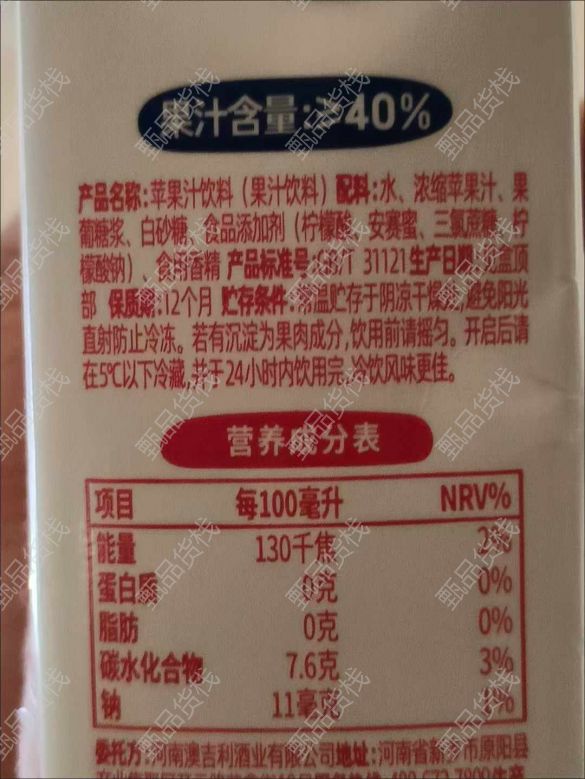 果汁含量:≥40%
产品名称:苹果汁饮料（果汁饮料）配料:水、浓缩苹果汁、果
葡糖浆、白砂糖、食品添加剂（柠檬酸、安赛蜜、三氯蔗糖、柠
檬酸钠）、食用香精 产品标准号:GB/T 31121 生产日期:见盒顶
部 保质期:12个月 贮存条件:常温贮存于阴凉干燥处,避免阳光
直射防止冷冻。若有沉淀为果肉成分,饮用前请摇匀。开启后请
在5℃以下冷藏,并于24小时内饮用完,冷饮风味更佳。
营养成分表
项目 每100毫升 NRV%
能量 130千焦 2%
蛋白质 0克 0%
脂肪 0克 0%
碳水化合物 7.6克 3%
钠 11毫克 1%
委托方:河南澳吉利酒业有限公司地址:河南省新乡市原阳县
甄品货栈